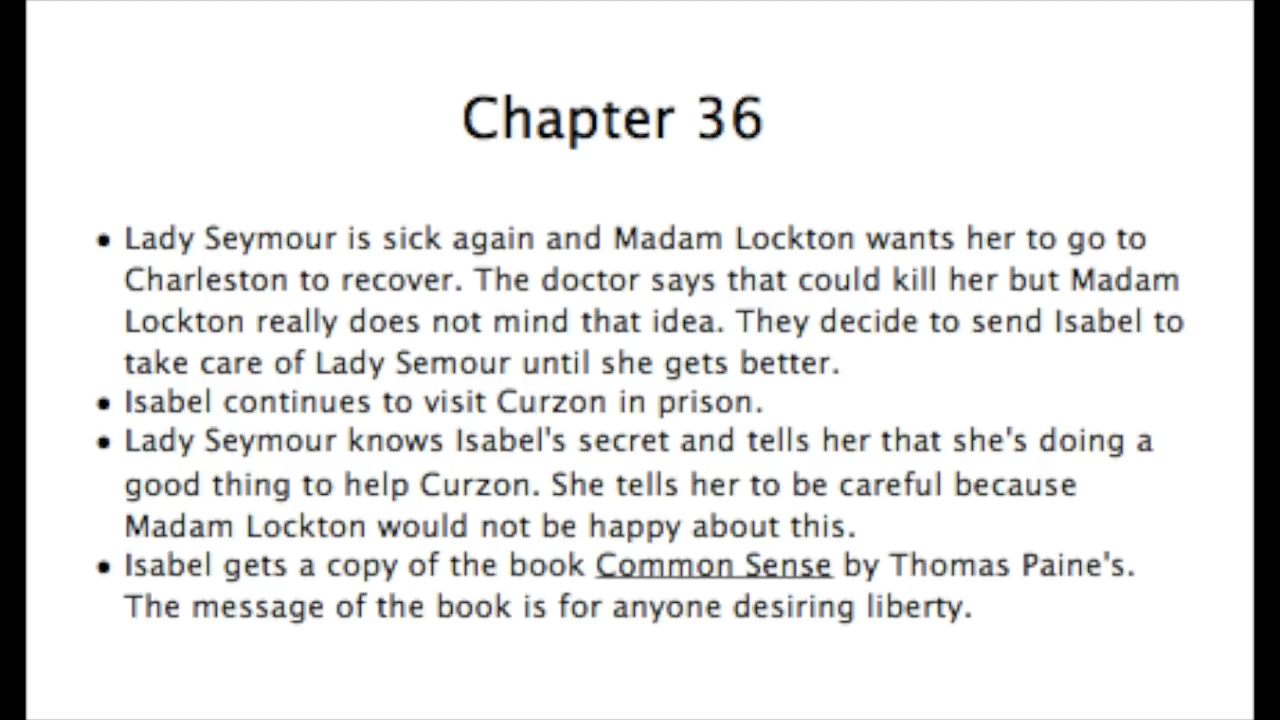 Chapter 36
• Lady Seymour is sick again and Madam Lockton wants her to go to
Charleston to recover. The doctor says that could kill her but Madam
Lockton really does not mind that idea. They decide to send Isabel to
take care of Lady Semour until she gets better.
• Isabel continues to visit Curzon in prison.
• Lady Seymour knows Isabel's secret and tells her that she's doing a
good thing to help Curzon. She tells her to be careful because
Madam Lockton would not be happy about this.
• Isabel gets a copy of the book Common Sense by Thomas Paine's.
The message of the book is for anyone desiring liberty.